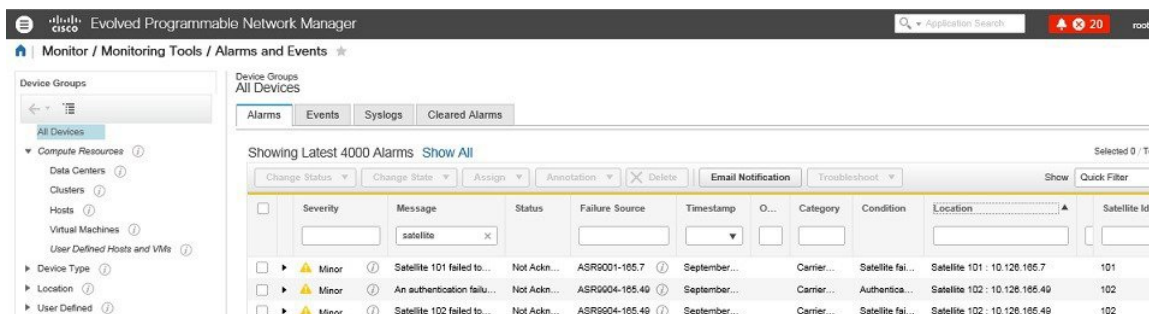 cisco Evolved Programmable Network Manager Application Search 20 root
Monitor / Monitoring Tools / Alarms and Events
Device Groups
All Devices
Compute Resources
Data Centers
Clusters
Hosts
Virtual Machines
User Defined Hosts and VMs
Device Type
Location
User Defined
Device Groups
All Devices
Alarms Events Syslogs Cleared Alarms
Showing Latest 4000 Alarms Show All Selected 0 / T
Change Status Change State Assign Annotation Delete Email Notification Troubleshoot Show Quick Filter
Severity Message Status Failure Source Timestamp O... Category Condition Location Satellite Id
satellite
Minor Satellite 101 failed to... Not Ackn... ASR9001-165.7 September... Carrier... Satellite fai... Satellite 101 : 10.126.165.7 101
Minor An authentication failu... Not Ackn... ASR9904-165.49 September... Carrier... Authentica... Satellite 102 : 10.126.165.49 102
Minor Satellite 102 failed to... Not Ackn... ASR9904-165.49 September... Carrier... Satellite fai... Satellite 102 : 10.126.165.49 102